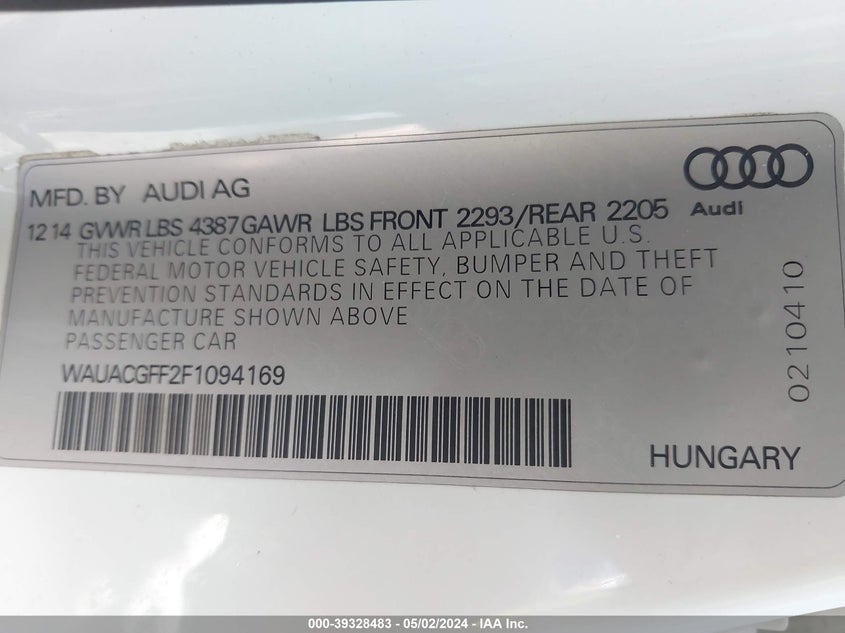 MFD. BY AUDI AG
Audi
12 14 GVWR LBS 4387 GAWR LBS FRONT 2293/REAR 2205
THIS VEHICLE CONFORMS TO ALL APPLICABLE U.S.
FEDERAL MOTOR VEHICLE SAFETY, BUMPER AND THEFT
PREVENTION STANDARDS IN EFFECT ON THE DATE OF
MANUFACTURE SHOWN ABOVE
PASSENGER CAR
WAUACGFF2F1094169
0210410
HUNGARY
000-39328483 - 05/02/2024 - IAA Inc.